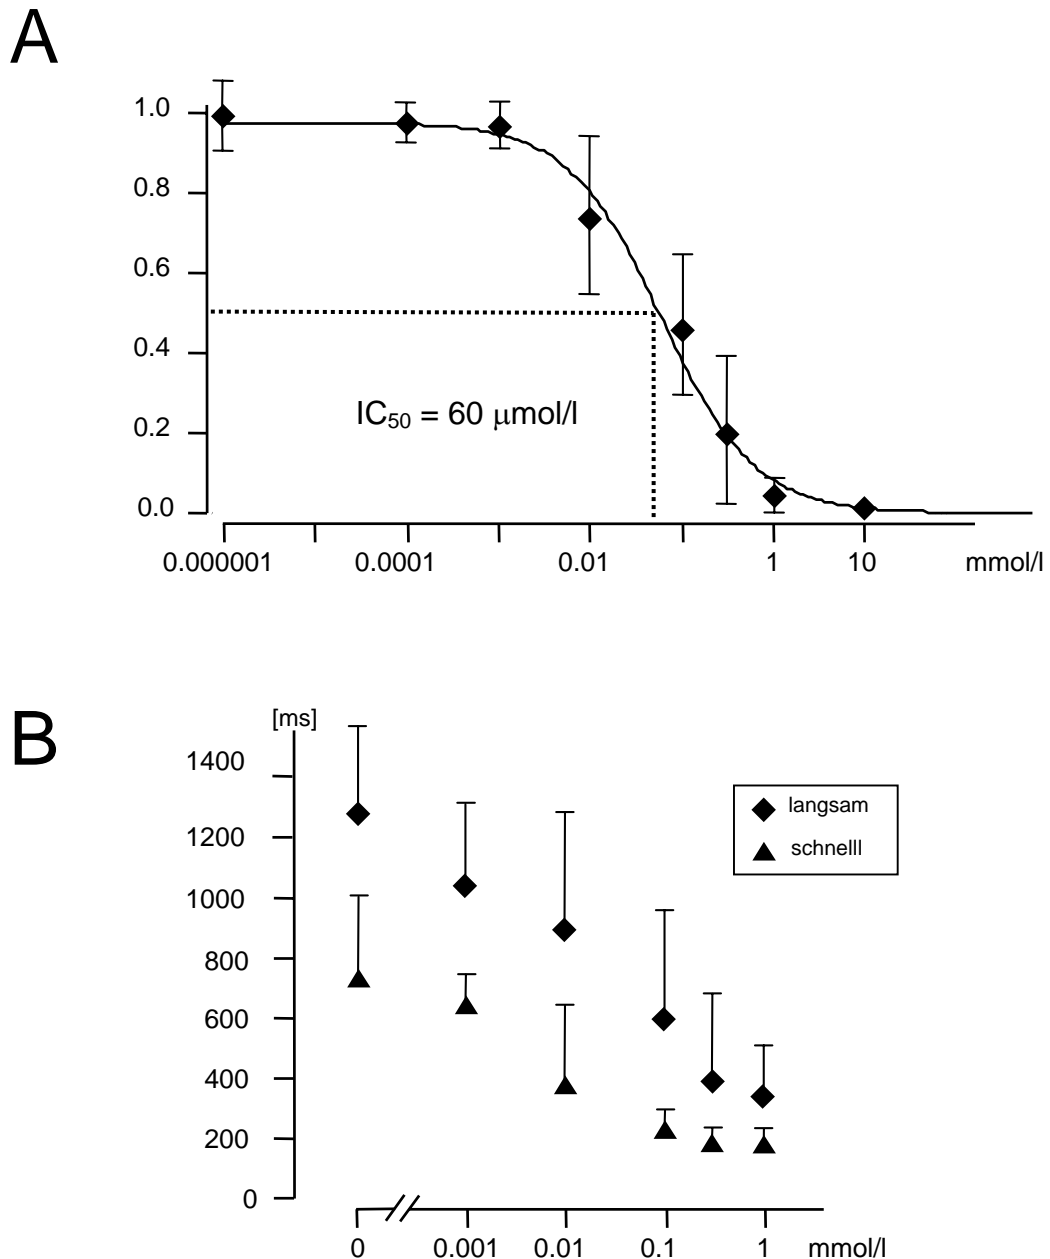 A
1.0
0.8
0.6
0.4
0.2
0.0
IC₅₀ = 60 μmol/l
0.000001 0.0001 0.01 1 10 mmol/l
B
[ms]
1400
1200
1000
800
600
400
200
0
langsam
schnelll
0 0.001 0.01 0.1 1 mmol/l